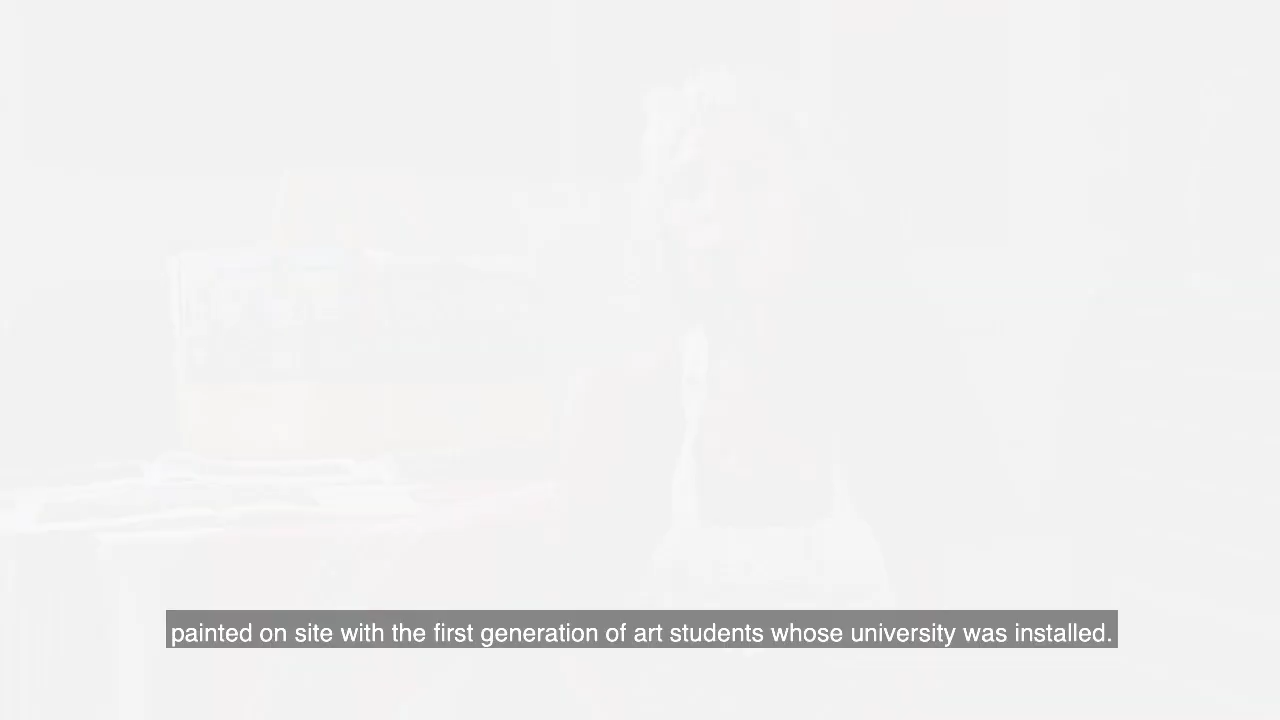 painted on site with the first generation of art students whose university was installed.